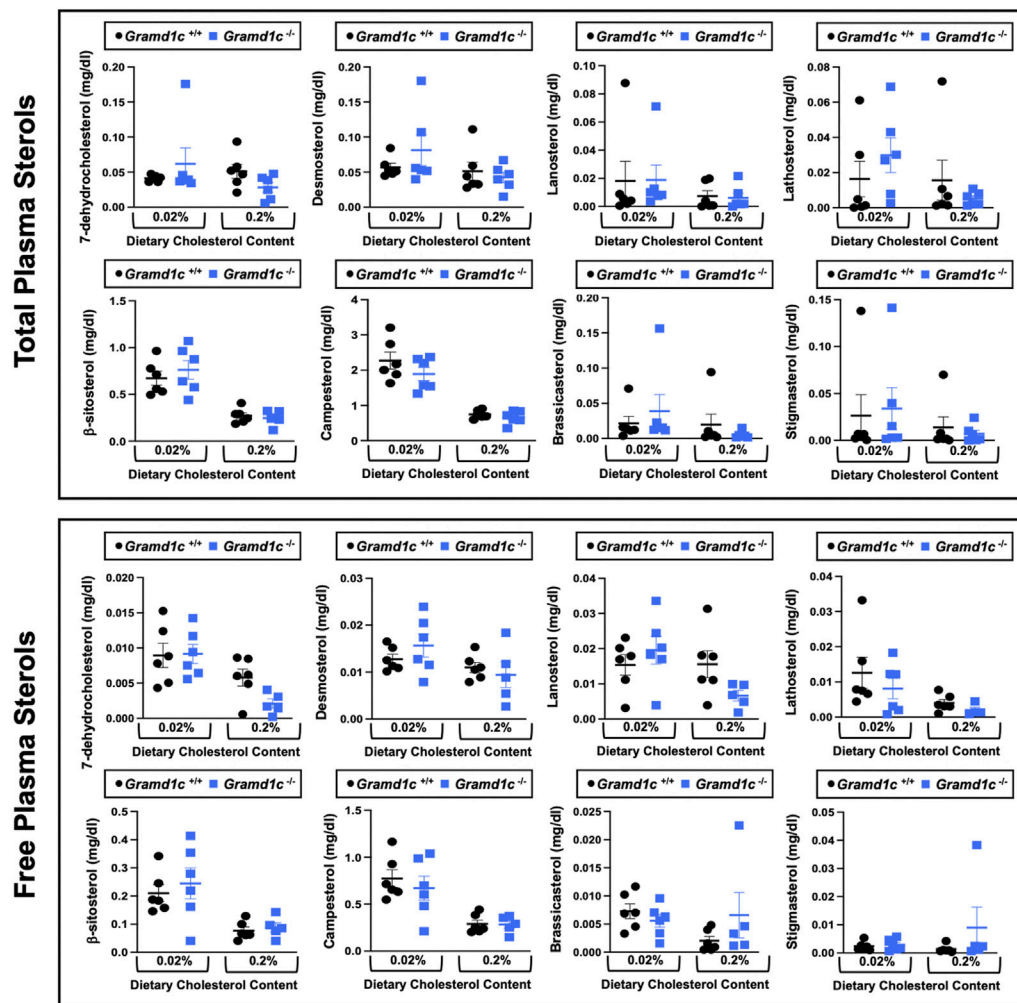 Total Plasma Sterols
Gramd1c +/+ Gramd1c -/-
7-dehydrocholesterol (mg/dl)
0.20
0.15
0.10
0.05
0.00
0.02% 0.2%
Dietary Cholesterol Content
Gramd1c +/+ Gramd1c -/-
Desmosterol (mg/dl)
0.20
0.15
0.10
0.05
0.00
0.02% 0.2%
Dietary Cholesterol Content
Gramd1c +/+ Gramd1c -/-
Lanosterol (mg/dl)
0.10
0.08
0.06
0.04
0.02
0.00
0.02% 0.2%
Dietary Cholesterol Content
Gramd1c +/+ Gramd1c -/-
Lathosterol (mg/dl)
0.08
0.06
0.04
0.02
0.00
0.02% 0.2%
Dietary Cholesterol Content
Gramd1c +/+ Gramd1c -/-
β-sitosterol (mg/dl)
1.5
1.0
0.5
0.0
0.02% 0.2%
Dietary Cholesterol Content
Gramd1c +/+ Gramd1c -/-
Campesterol (mg/dl)
4
3
2
1
0
0.02% 0.2%
Dietary Cholesterol Content
Gramd1c +/+ Gramd1c -/-
Brassicasterol (mg/dl)
0.20
0.15
0.10
0.05
0.00
0.02% 0.2%
Dietary Cholesterol Content
Gramd1c +/+ Gramd1c -/-
Stigmasterol (mg/dl)
0.15
0.10
0.05
0.00
0.02% 0.2%
Dietary Cholesterol Content
Free Plasma Sterols
Gramd1c +/+ Gramd1c -/-
7-dehydrocholesterol (mg/dl)
0.020
0.015
0.010
0.005
0.000
0.02% 0.2%
Dietary Cholesterol Content
Gramd1c +/+ Gramd1c -/-
Desmosterol (mg/dl)
0.03
0.02
0.01
0.00
0.02% 0.2%
Dietary Cholesterol Content
Gramd1c +/+ Gramd1c -/-
Lanosterol (mg/dl)
0.04
0.03
0.02
0.01
0.00
0.02% 0.2%
Dietary Cholesterol Content
Gramd1c +/+ Gramd1c -/-
Lathosterol (mg/dl)
0.04
0.03
0.02
0.01
0.00
0.02% 0.2%
Dietary Cholesterol Content
Gramd1c +/+ Gramd1c -/-
β-sitosterol (mg/dl)
0.5
0.4
0.3
0.2
0.1
0.0
0.02% 0.2%
Dietary Cholesterol Content
Gramd1c +/+ Gramd1c -/-
Campesterol (mg/dl)
1.5
1.0
0.5
0.0
0.02% 0.2%
Dietary Cholesterol Content
Gramd1c +/+ Gramd1c -/-
Brassicasterol (mg/dl)
0.025
0.020
0.015
0.010
0.005
0.000
0.02% 0.2%
Dietary Cholesterol Content
Gramd1c +/+ Gramd1c -/-
Stigmasterol (mg/dl)
0.05
0.04
0.03
0.02
0.01
0.00
0.02% 0.2%
Dietary Cholesterol Content